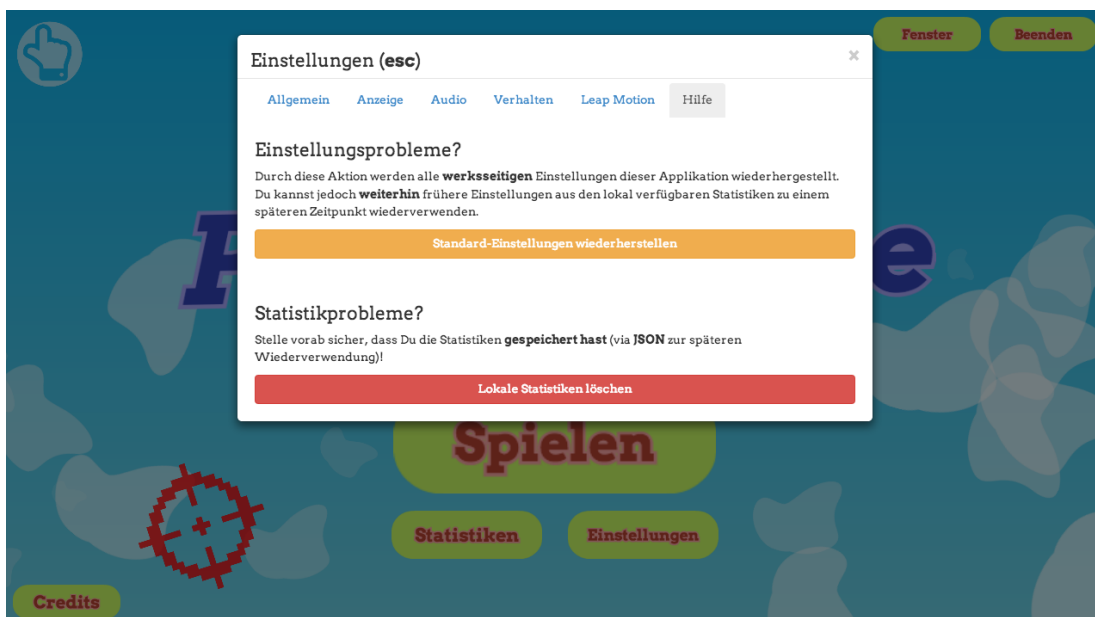 Fenster
Beenden
Einstellungen (esc)
×
Allgemein Anzeige Audio Verhalten Leap Motion Hilfe
Einstellungsprobleme?
Durch diese Aktion werden alle werksseitigen Einstellungen dieser Applikation wiederhergestellt.
Du kannst jedoch weiterhin frühere Einstellungen aus den lokal verfügbaren Statistiken zu einem
späteren Zeitpunkt wiederverwenden.
Standard-Einstellungen wiederherstellen
Statistikprobleme?
Stelle vorab sicher, dass Du die Statistiken gespeichert hast (via JSON zur späteren
Wiederverwendung)!
Lokale Statistiken löschen
Spielen
Statistiken
Einstellungen
Credits